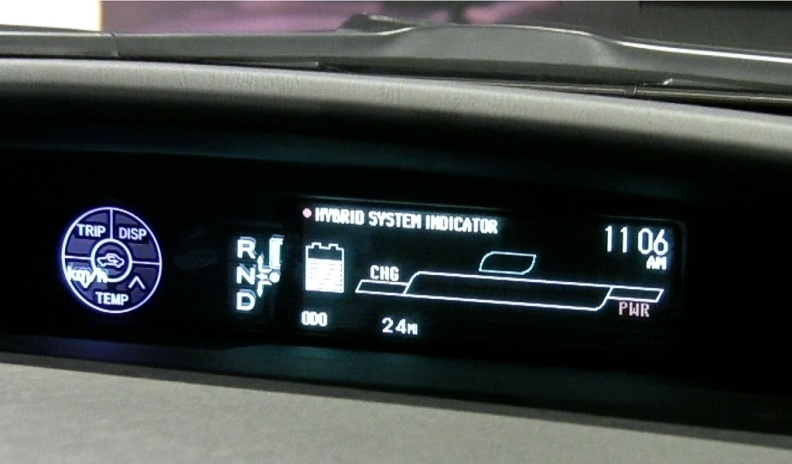 TRIP DISP
km/h
TEMP
R
N
D
HYBRID SYSTEM INDICATOR
11 06
AM
CHG
PWR
ODO 24MI